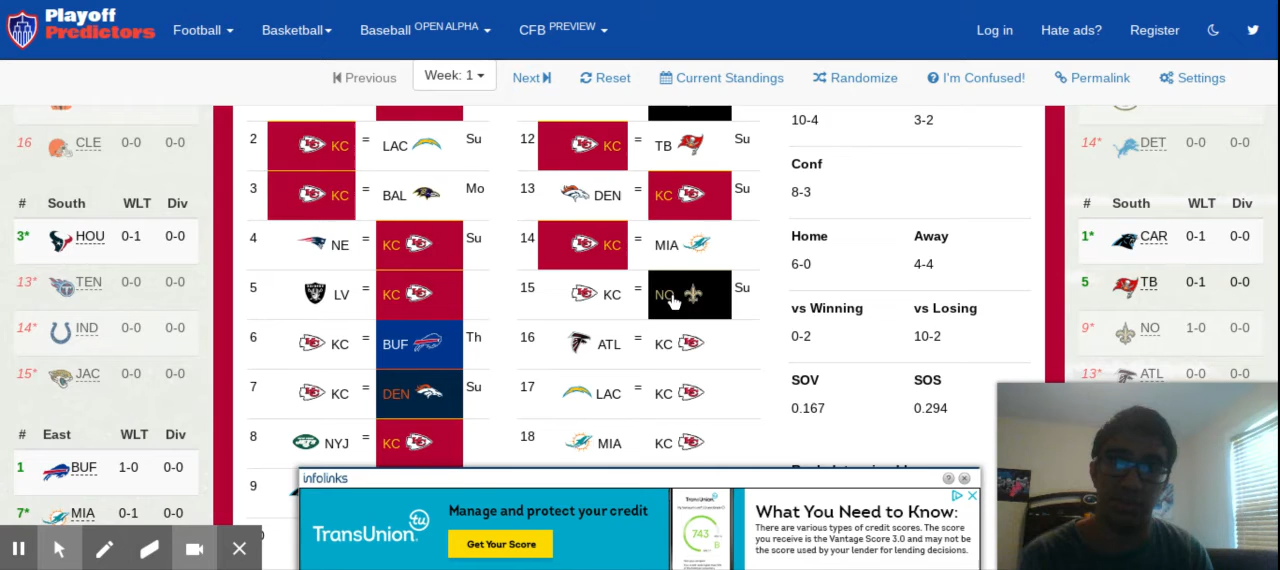 Playoff
Predictors
Football
Basketball
Baseball OPEN ALPHA
CFB PREVIEW
Log in
Hate ads?
Register
Previous
Week: 1
Next
Reset
Current Standings
Randomize
I'm Confused!
Permalink
Settings
16 CLE 0-0 0-0
# South WLT Div
3* HOU 0-1 0-0
13* TEN 0-0 0-0
14* IND 0-0 0-0
15* JAC 0-0 0-0
# East WLT Div
1 BUF 1-0 0-0
7* MIA 0-1 0-0
2 KC = LAC Su
3 KC = BAL Mo
4 NE = KC Su
5 LV = KC
6 KC = BUF Th
7 KC = DEN Su
8 NYJ = KC
9
12 KC = TB Su
13 DEN = KC Su
14 KC = MIA
15 KC = NO Su
16 ATL = KC
17 LAC = KC
18 MIA KC
10-4 3-2
Conf
8-3
Home Away
6-0 4-4
vs Winning vs Losing
0-2 10-2
SOV SOS
0.167 0.294
14* DET 0-0 0-0
# South WLT Div
1* CAR 0-1 0-0
5 TB 0-1 0-0
9* NO 1-0 0-0
13* ATL 0-0 0-0
infolinks
TransUnion
tu
Manage and protect your credit
Get Your Score
TransUnion
743
B
What You Need to Know:
There are various types of credit scores. The score
you receive is the Vantage Score 3.0 and may not be
the score used by your lender for lending decisions.